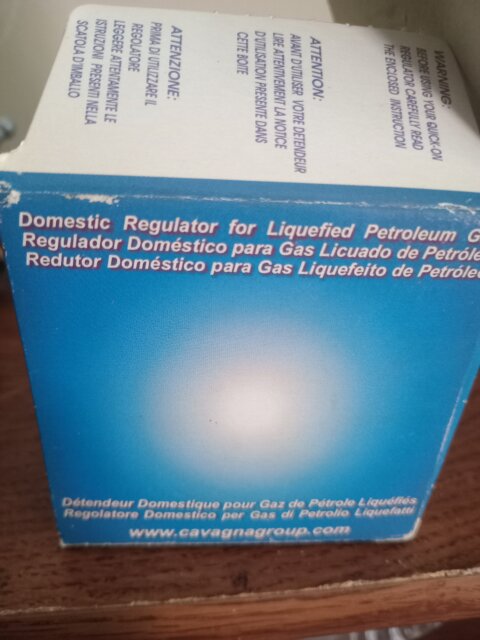 WARNING:
BEFORE USING YOUR QUICK-ON
REGULATOR CAREFULLY READ
THE ENCLOSED INSTRUCTION
ATTENTION:
AVANT D'UTILISER VOTRE DETENDEUR
LIRE ATTENTIVEMENT LA NOTICE
D'UTILISATION PRESENTE DANS
CETTE BOITE
ATTENZIONE:
PRIMA DI UTILIZZARE IL
REGOLATORE
LEGGERE ATTENTAMENTE LE
ISTRUZIONI PRESENTI NELLA
SCATOLA D'IMBALLO
Domestic Regulator for Liquefied Petroleum G
Regulador Doméstico para Gas Licuado de Petróle
Redutor Doméstico para Gas Liquefeito de Petróleo
Détendeur Domestique pour Gaz de Pétrole Liquéfiés
Regolatore Domestico per Gas di Petrolio Liquefatti
www.cavagnagroup.com